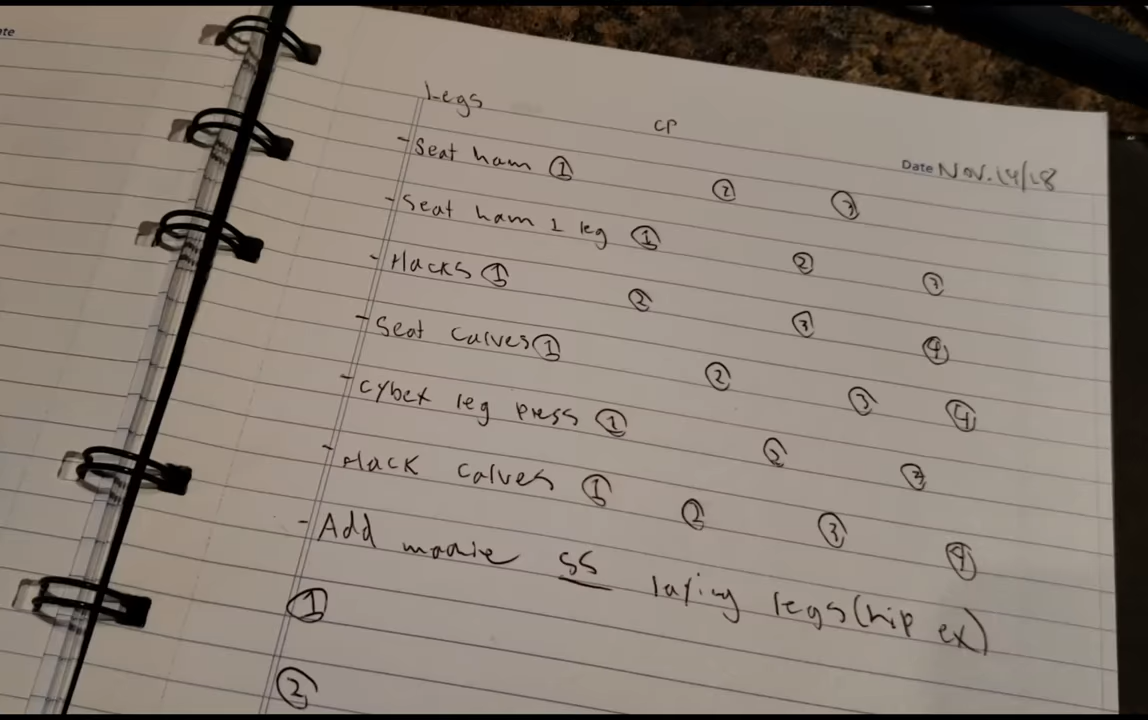 te
Legs
CP
Date Nov. 14/18
- Seat ham ① ② ③
- Seat ham 1 leg ① ② ③
- Hacks ① ② ③ ④
- Seat calves ① ② ③ ④
- Cybex leg press ① ② ③
- Hack calves ① ② ③ ④
- Add SS laying legs (hip ex)
①
②